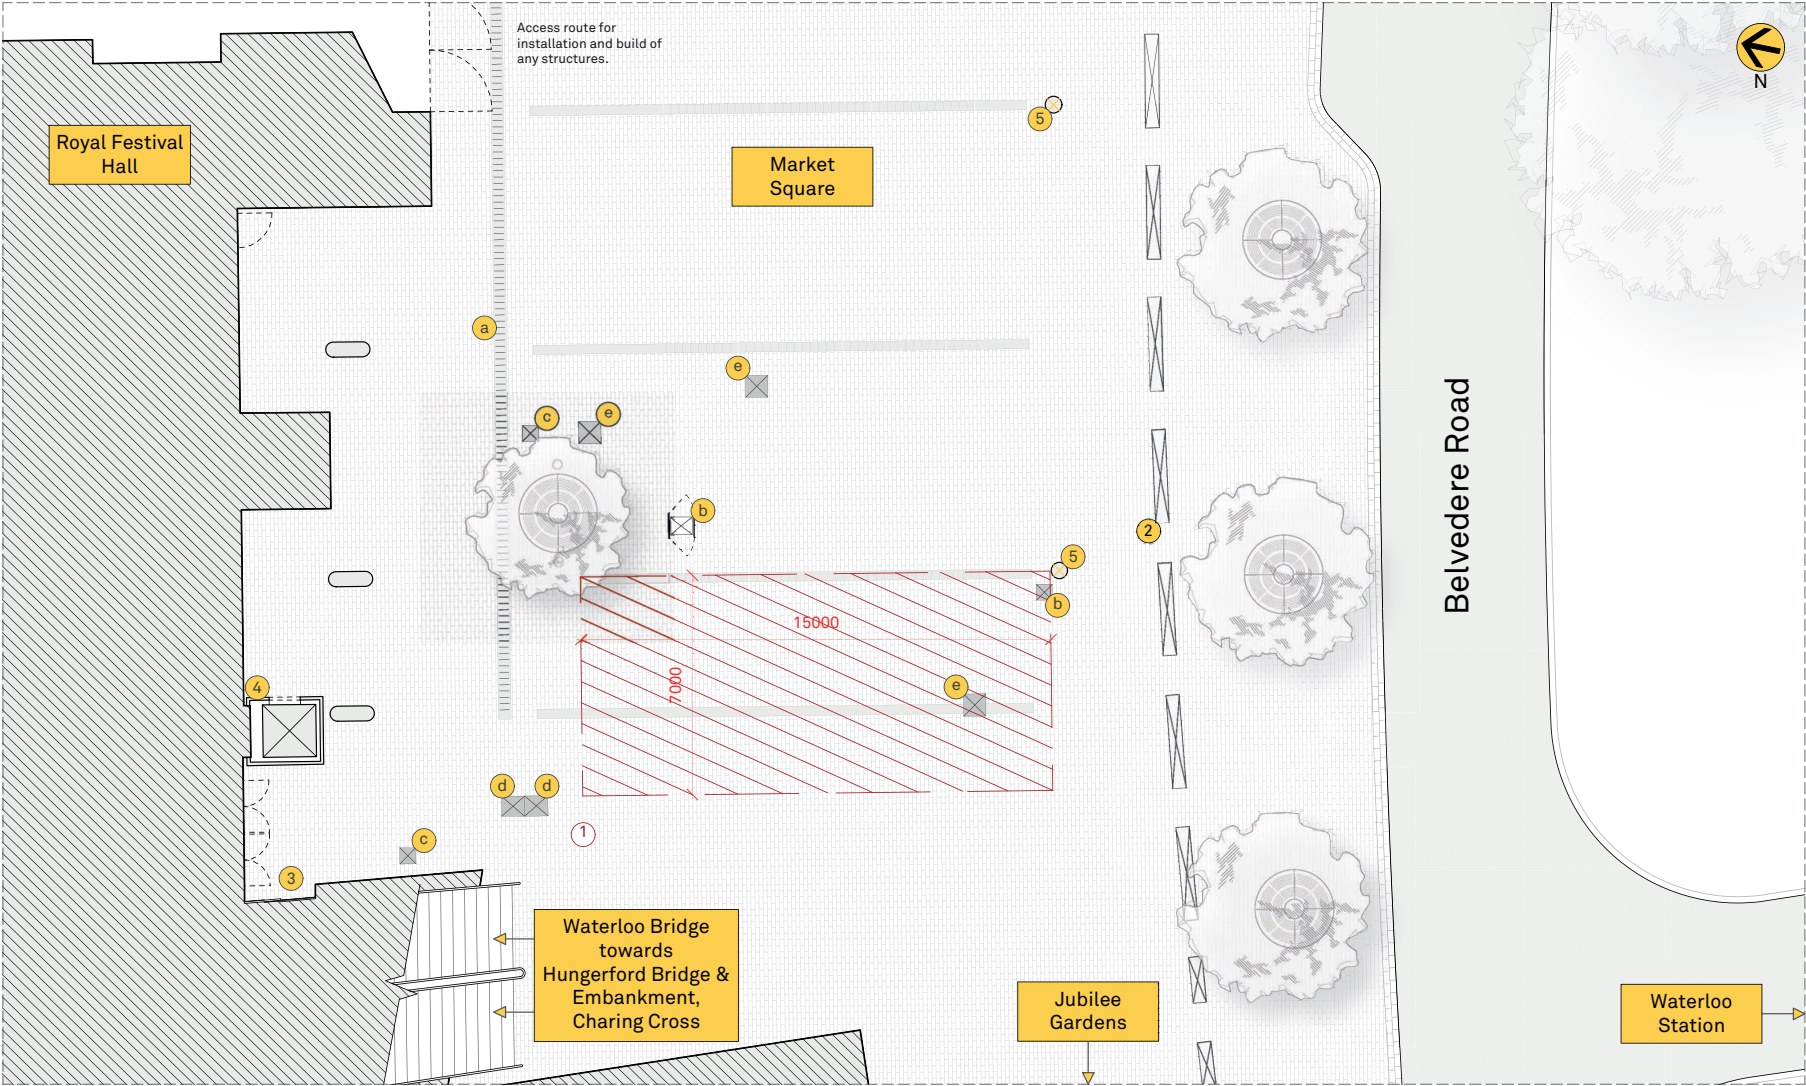 Access route for
installation and build of
any structures.
N
Royal Festival
Hall
5
Market
Square
a
e
c
e
b
2
5
b
15000
7000
e
4
d
d
1
c
3
Belvedere Road
Waterloo Bridge
towards
Hungerford Bridge &
Embankment,
Charing Cross
Jubilee
Gardens
Waterloo
Station